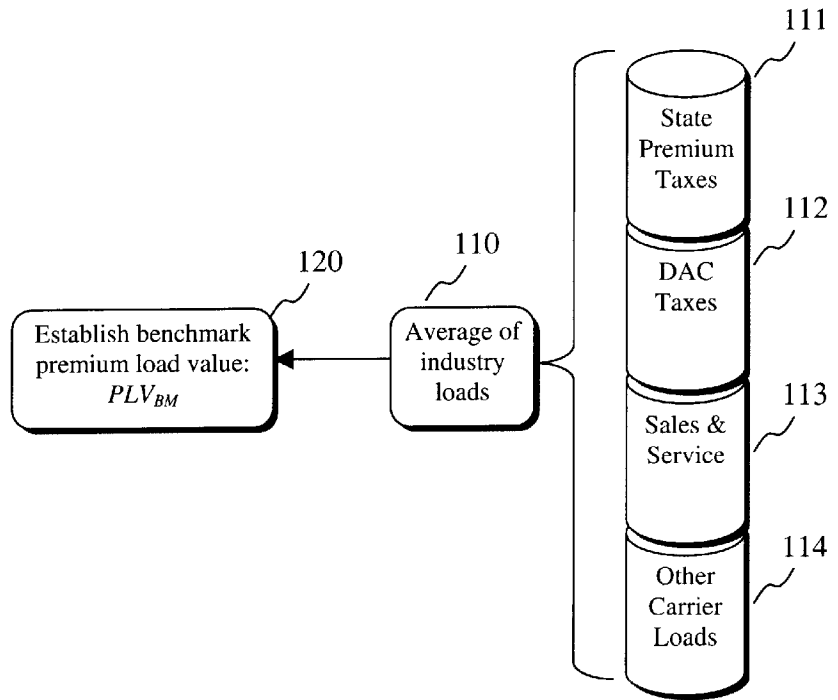 111
State
Premium
Taxes
112
DAC
Taxes
120
110
Establish benchmark
premium load value:
PLV_BM
Average of
industry
loads
113
Sales &
Service
114
Other
Carrier
Loads